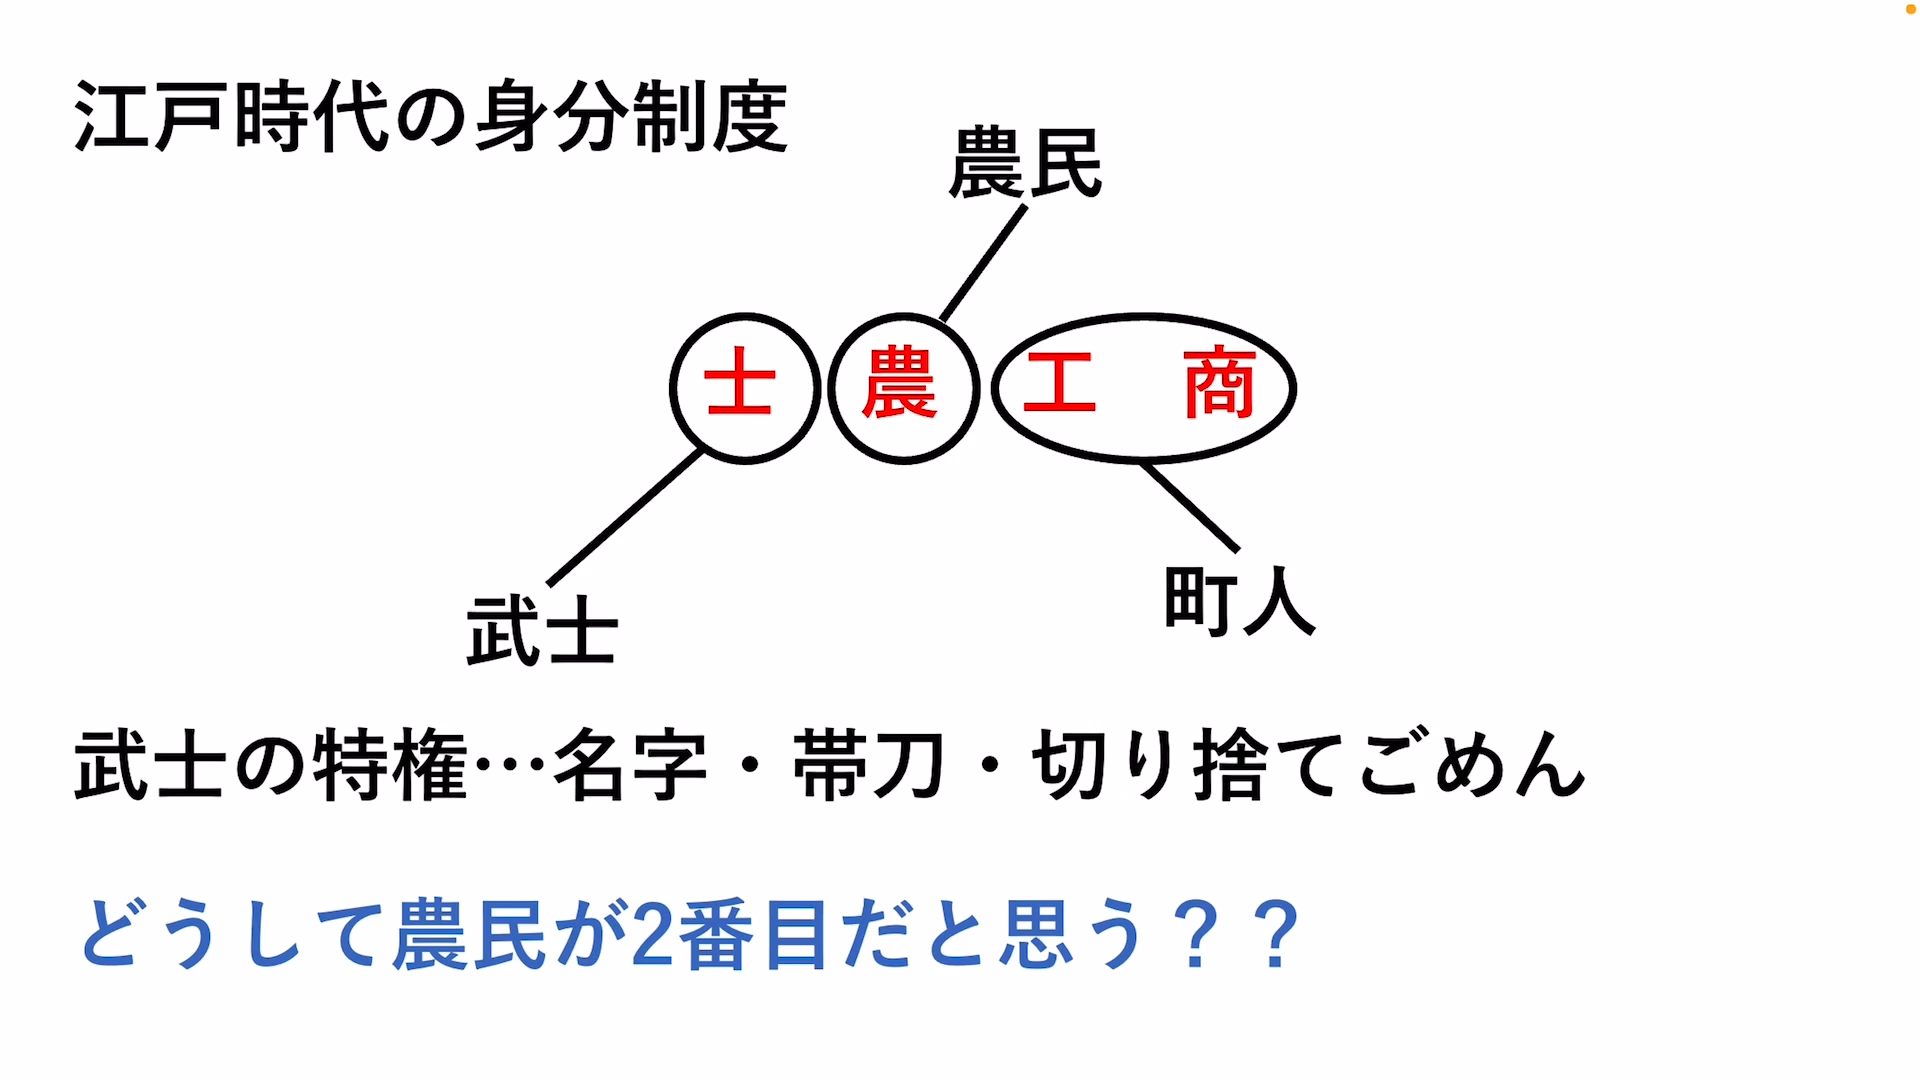 江戸時代の身分制度
農民
士 農 工 商
武士
町人
武士の特権…名字・帯刀・切り捨てごめん
どうして農民が2番目だと思う？？